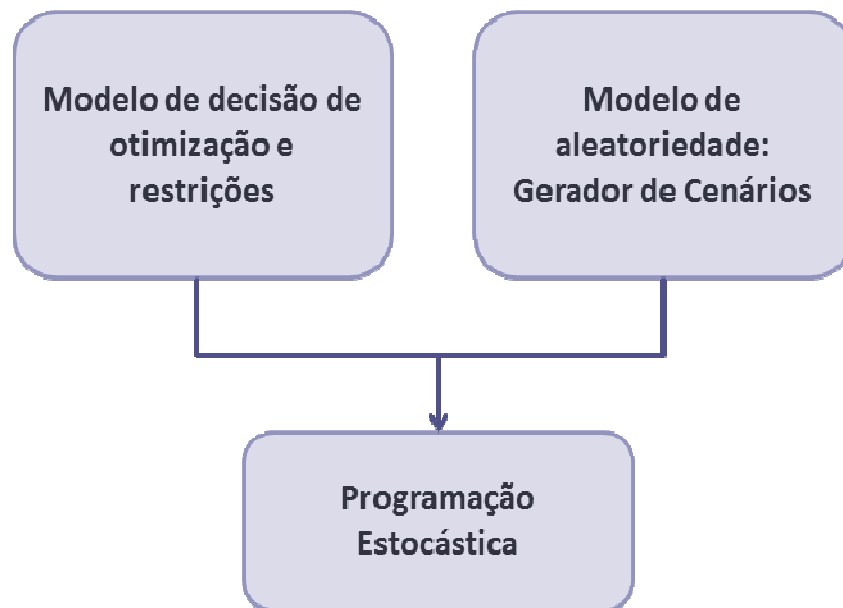 Modelo de decisão de
otimização e
restrições
Modelo de
aleatoriedade:
Gerador de Cenários
Programação
Estocástica